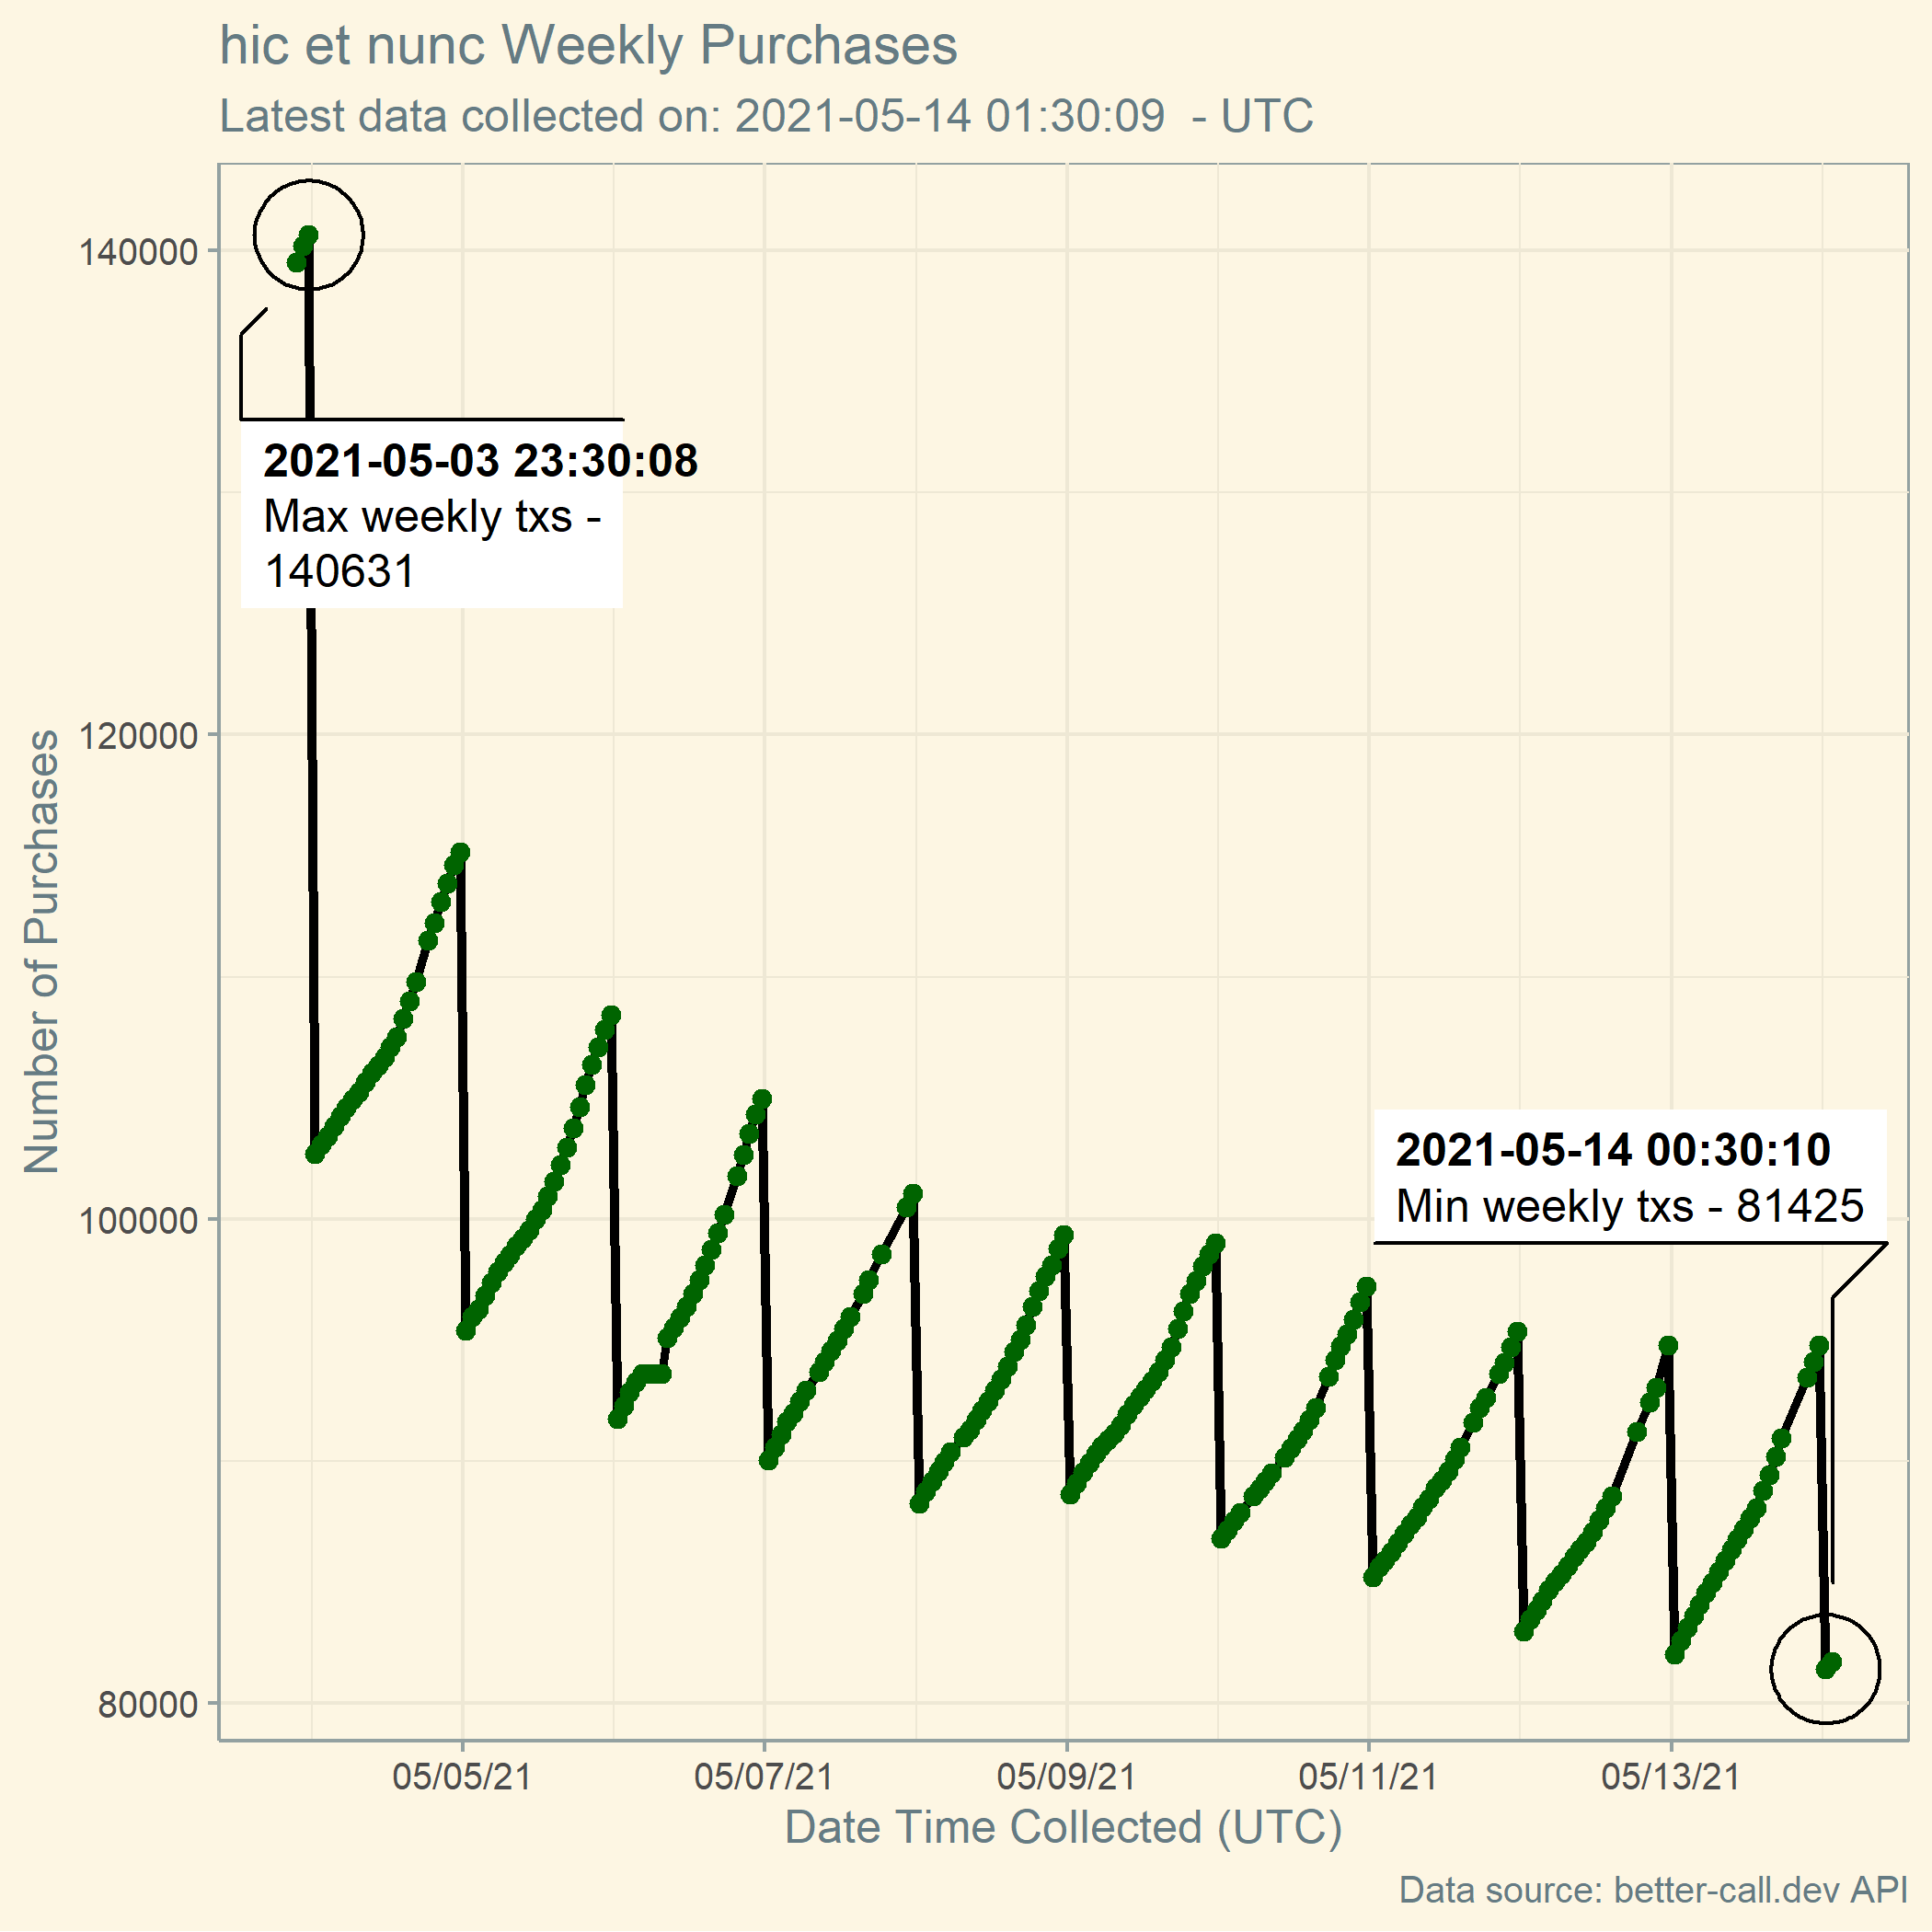 hic et nunc Weekly Purchases
Latest data collected on: 2021-05-14 01:30:09  - UTC
140000
2021-05-03 23:30:08
Max weekly txs -
140631
120000
Number of Purchases
2021-05-14 00:30:10
Min weekly txs - 81425
100000
80000
05/05/21 05/07/21 05/09/21 05/11/21 05/13/21
Date Time Collected (UTC)
Data source: better-call.dev API